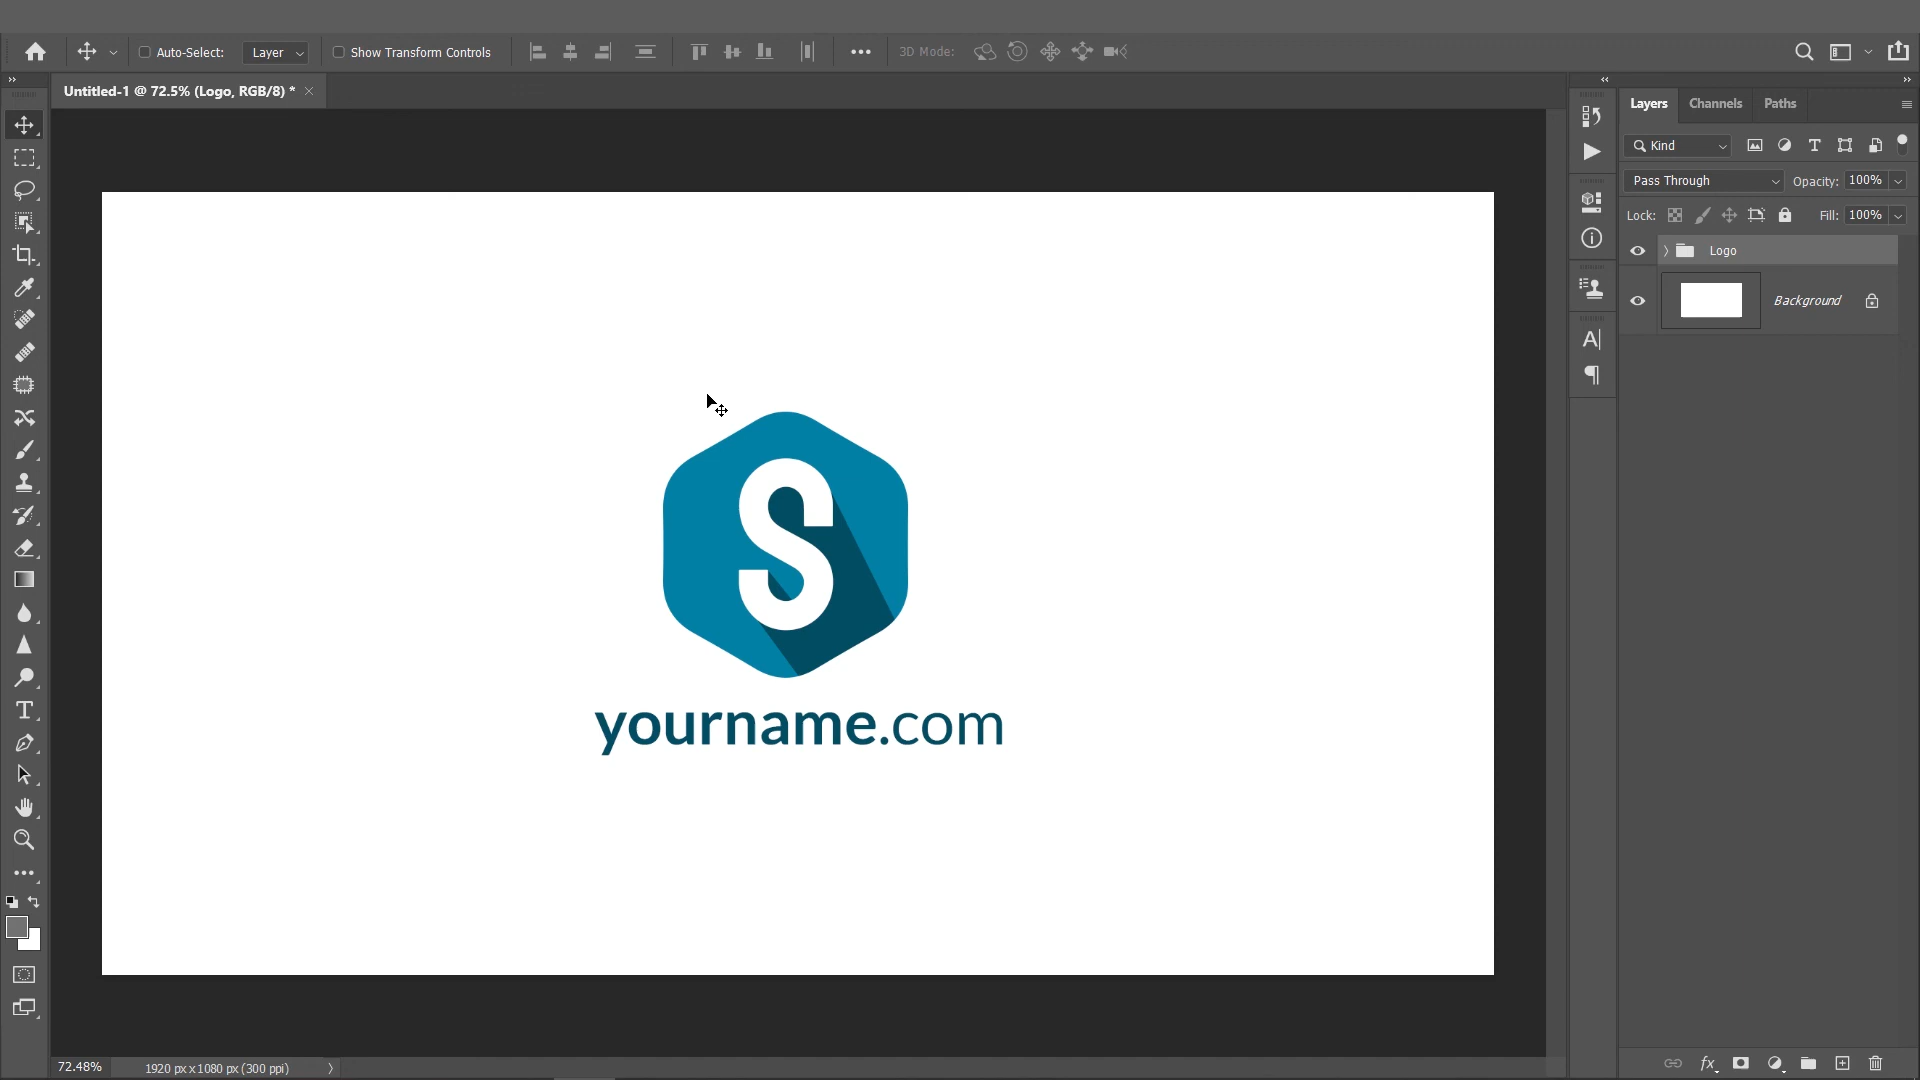 Auto-Select:
Layer
Show Transform Controls
3D Mode:
Untitled-1 @ 72.5% (Logo, RGB/8) *
Layers
Channels
Paths
Kind
Pass Through
Opacity: 100%
Lock:
Fill: 100%
Logo
Background
S
yourname.com
72.48%
1920 px x 1080 px (300 ppi)